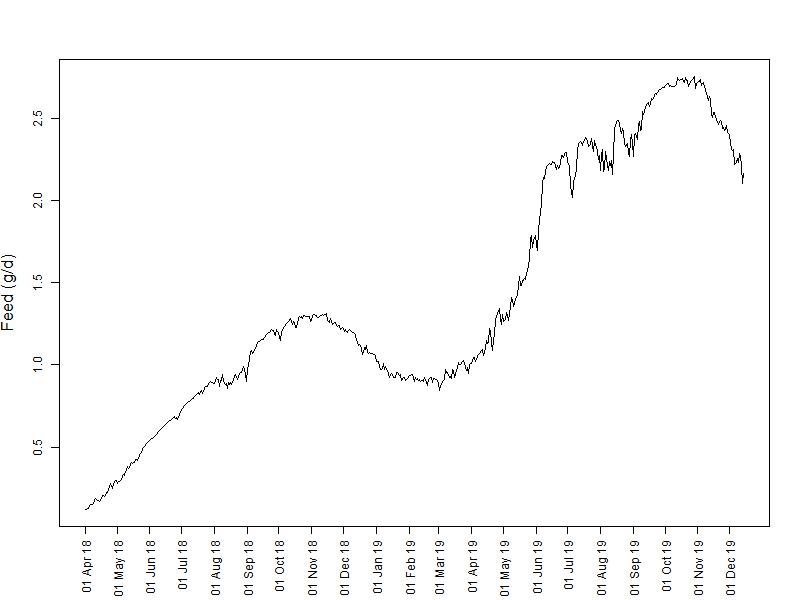 Feed (g/d)
2.5
2.0
1.5
1.0
0.5
01 Apr 18
01 May 18
01 Jun 18
01 Jul 18
01 Aug 18
01 Sep 18
01 Oct 18
01 Nov 18
01 Dec 18
01 Jan 19
01 Feb 19
01 Mar 19
01 Apr 19
01 May 19
01 Jun 19
01 Jul 19
01 Aug 19
01 Sep 19
01 Oct 19
01 Nov 19
01 Dec 19